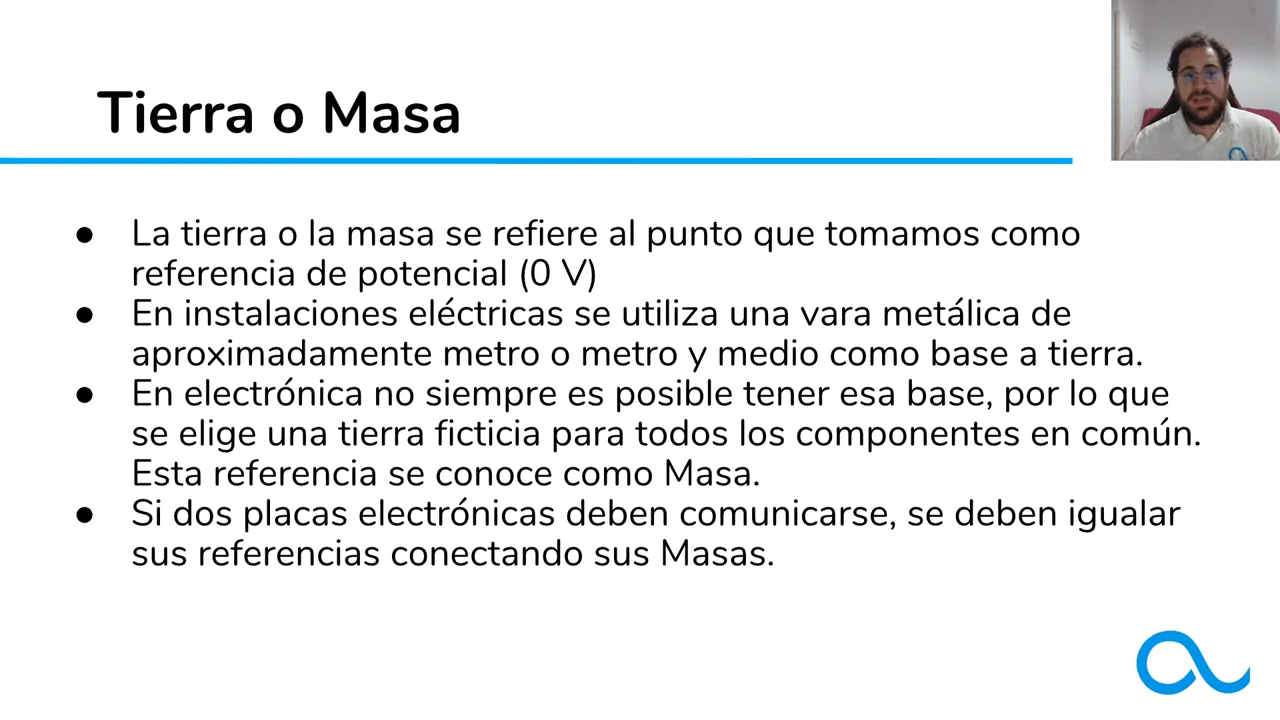 Tierra o Masa
● La tierra o la masa se refiere al punto que tomamos como
referencia de potencial (0 V)
● En instalaciones eléctricas se utiliza una vara metálica de
aproximadamente metro o metro y medio como base a tierra.
● En electrónica no siempre es posible tener esa base, por lo que
se elige una tierra ficticia para todos los componentes en común.
Esta referencia se conoce como Masa.
● Si dos placas electrónicas deben comunicarse, se deben igualar
sus referencias conectando sus Masas.